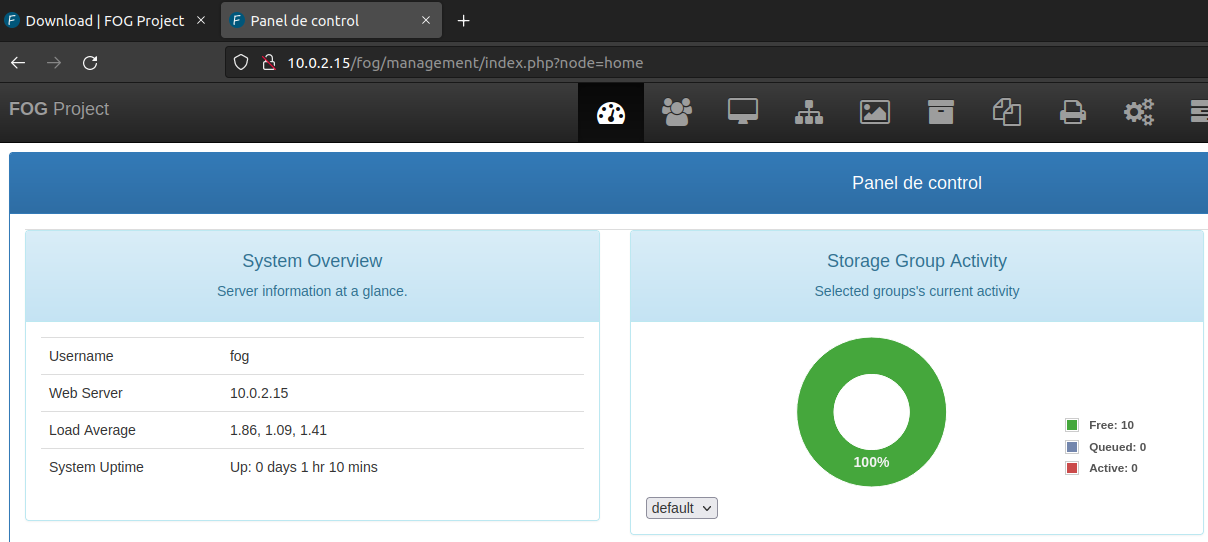 Download | FOG Project
Panel de control
10.0.2.15/fog/management/index.php?node=home
FOG Project
Panel de control
System Overview
Server information at a glance.
Username fog
Web Server 10.0.2.15
Load Average 1.86, 1.09, 1.41
System Uptime Up: 0 days 1 hr 10 mins
Storage Group Activity
Selected groups's current activity
100%
Free: 10
Queued: 0
Active: 0
default